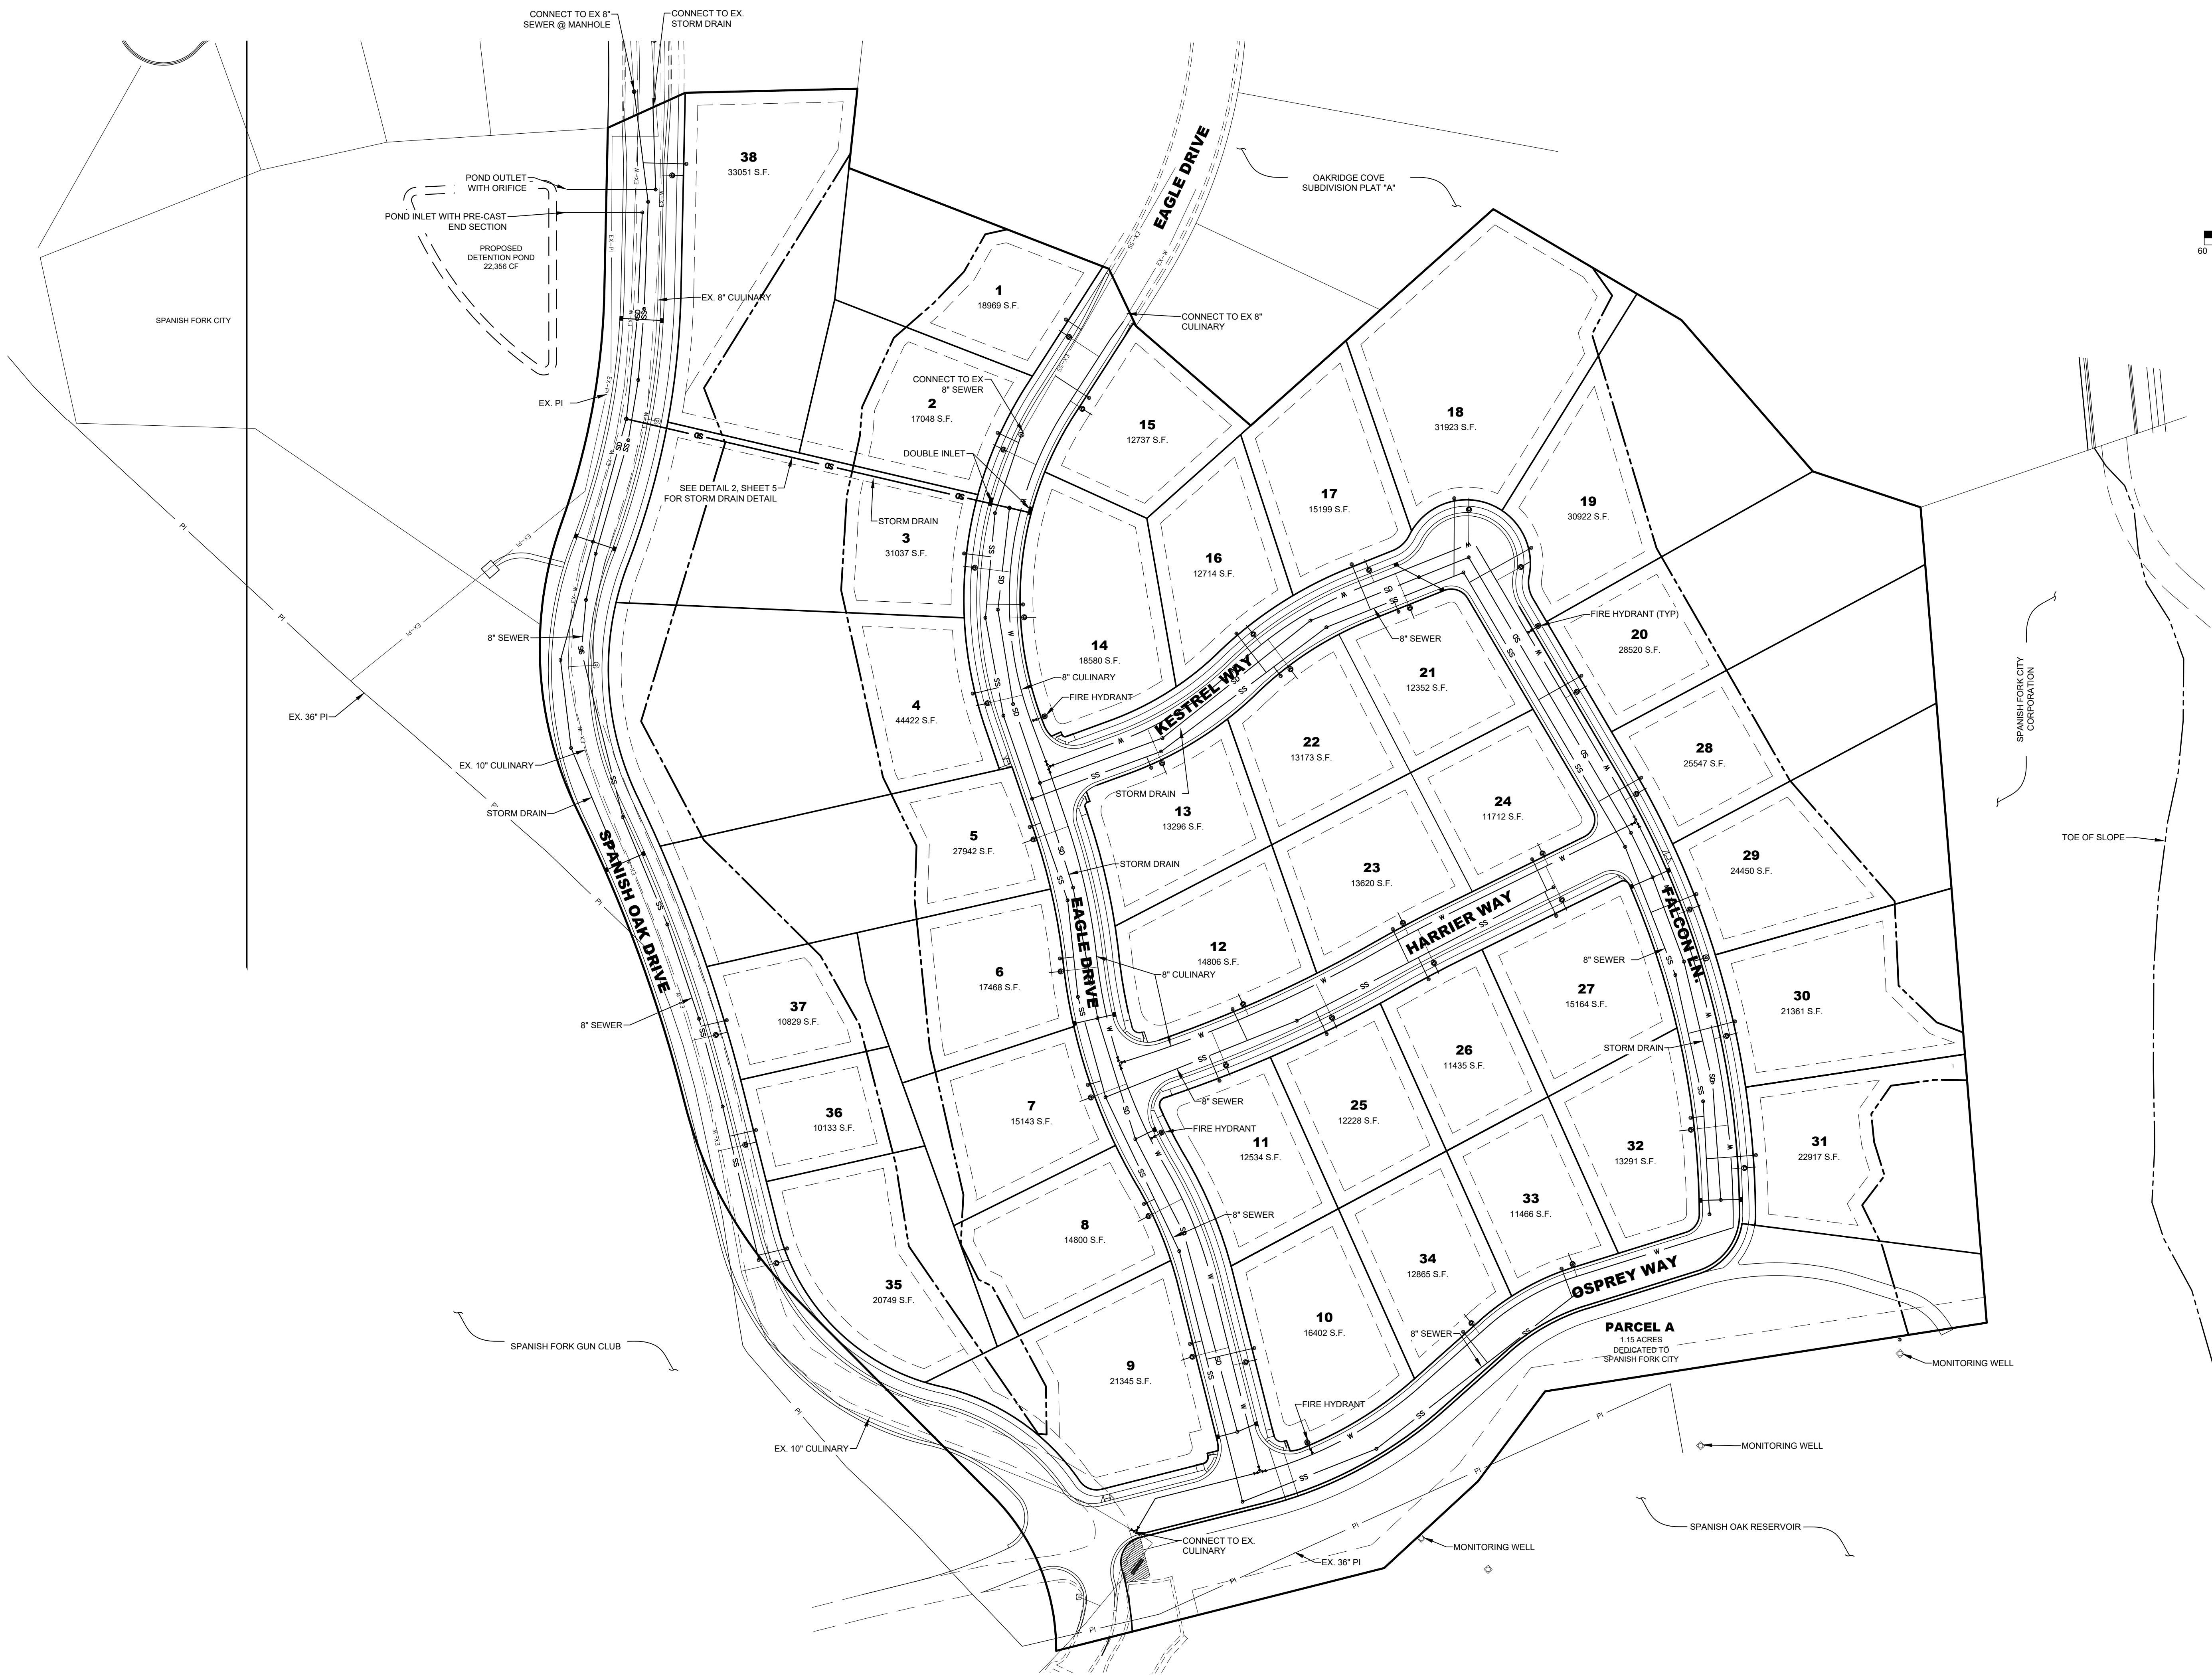 CONNECT TO EX 8"
SEWER @ MANHOLE
CONNECT TO EX.
STORM DRAIN
38
33051 S.F.
EAGLE DRIVE
POND OUTLET
WITH ORIFICE
POND INLET WITH PRE-CAST
END SECTION
PROPOSED
DETENTION POND
22,356 CF
OAKRIDGE COVE
SUBDIVISION PLAT "A"
60
EX. 8" CULINARY
1
18969 S.F.
SPANISH FORK CITY
CONNECT TO EX 8"
CULINARY
EX. PI
CONNECT TO EX
8" SEWER
2
17048 S.F.
15
12737 S.F.
18
31923 S.F.
DOUBLE INLET
SEE DETAIL 2, SHEET 5
FOR STORM DRAIN DETAIL
STORM DRAIN
3
31037 S.F.
17
15199 S.F.
19
30922 S.F.
16
12714 S.F.
FIRE HYDRANT (TYP)
8" SEWER
8" SEWER
20
28520 S.F.
14
18580 S.F.
KESTREL WAY
21
12352 S.F.
8" CULINARY
FIRE HYDRANT
4
44422 S.F.
EX. 36" PI
SPANISH FORK CITY
CORPORATION
22
13173 S.F.
28
25547 S.F.
EX. 10" CULINARY
STORM DRAIN
STORM DRAIN
13
13296 S.F.
24
11712 S.F.
5
27942 S.F.
TOE OF SLOPE
SPANISH OAK DRIVE
STORM DRAIN
23
13620 S.F.
29
24450 S.F.
EAGLE DRIVE
HARRIER WAY
FALCON LN.
12
14806 S.F.
8" SEWER
6
17468 S.F.
8" CULINARY
27
15164 S.F.
30
21361 S.F.
37
10829 S.F.
8" SEWER
26
11435 S.F.
STORM DRAIN
36
10133 S.F.
7
15143 S.F.
8" SEWER
25
12228 S.F.
FIRE HYDRANT
11
12534 S.F.
32
13291 S.F.
31
22917 S.F.
33
11466 S.F.
8
14800 S.F.
8" SEWER
34
12865 S.F.
35
20749 S.F.
OSPREY WAY
10
16402 S.F.
8" SEWER
PARCEL A
1.15 ACRES
DEDICATED TO
SPANISH FORK CITY
SPANISH FORK GUN CLUB
9
21345 S.F.
MONITORING WELL
FIRE HYDRANT
EX. 10" CULINARY
MONITORING WELL
SPANISH OAK RESERVOIR
CONNECT TO EX.
CULINARY
MONITORING WELL
EX. 36" PI